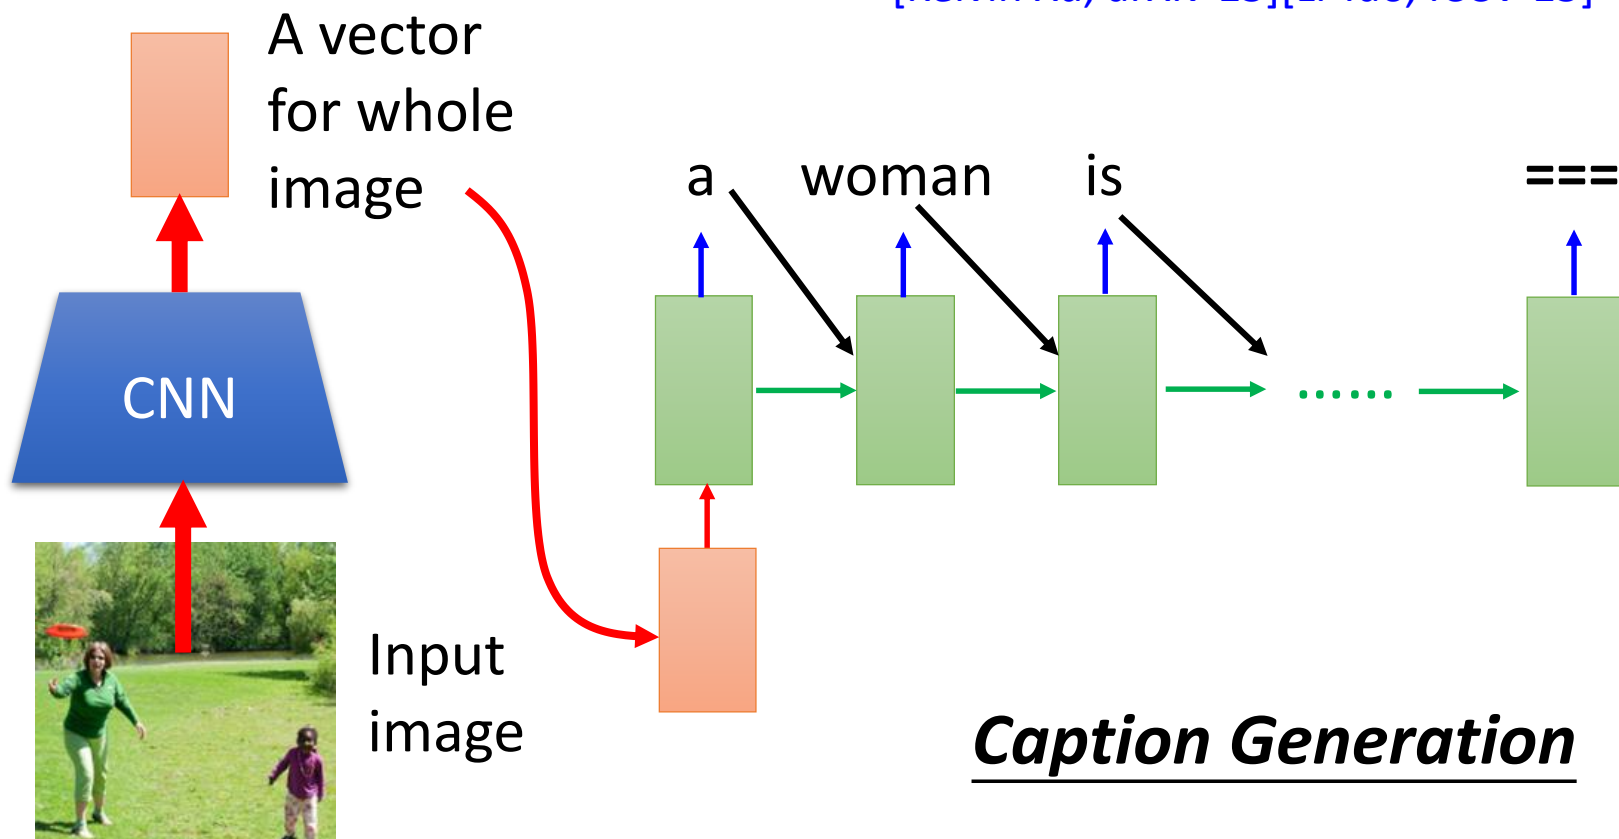 A vector
for whole
image
a woman is ===
CNN
......
Input
image
Caption Generation